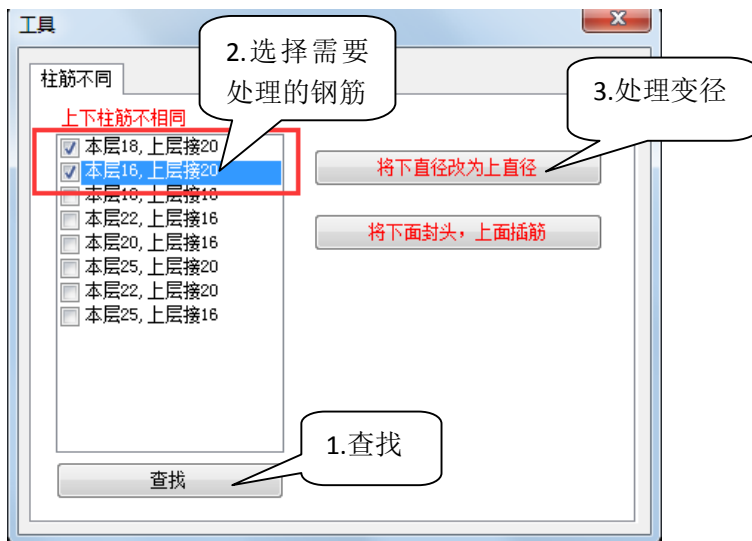 工具
2.选择需要
处理的钢筋
柱筋不同
3.处理变径
上下柱筋不相同
本层18,上层接20
本层16,上层接20
将下直径改为上直径
本层22,上层接16
将下面封头，上面插筋
本层20,上层接16
本层25,上层接20
本层22,上层接20
本层25,上层接16
1.查找
查找